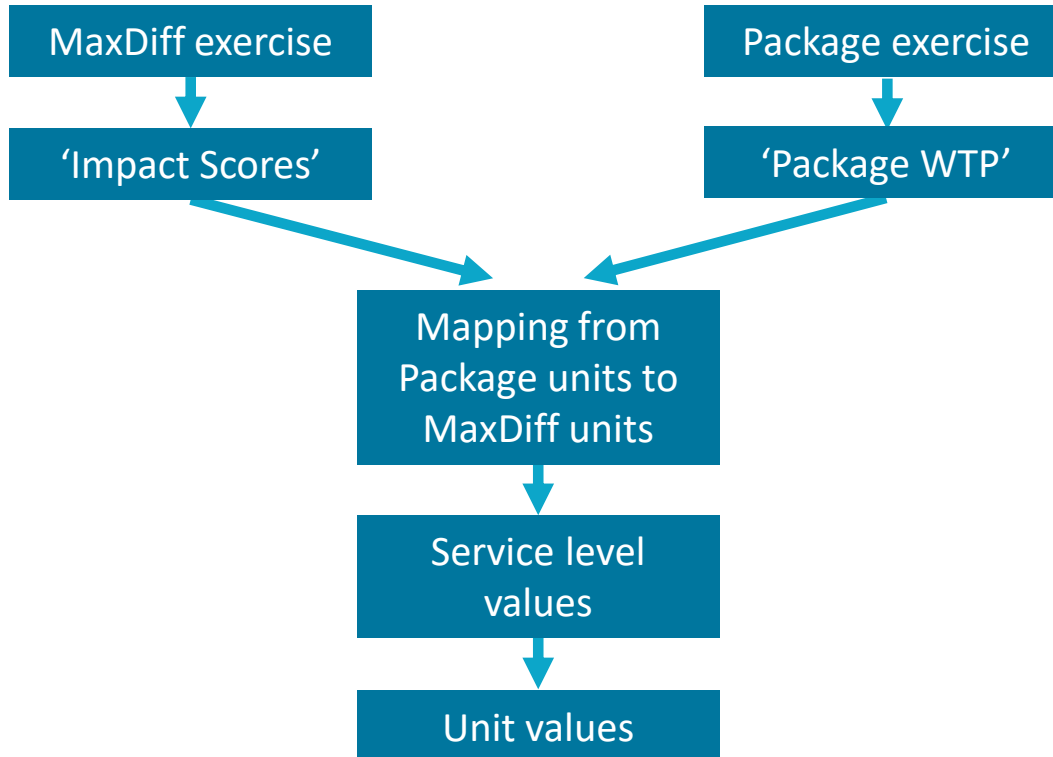 MaxDiff exercise
Package exercise
‘Impact Scores’
‘Package WTP’
Mapping from
Package units to
MaxDiff units
Service level
values
Unit values